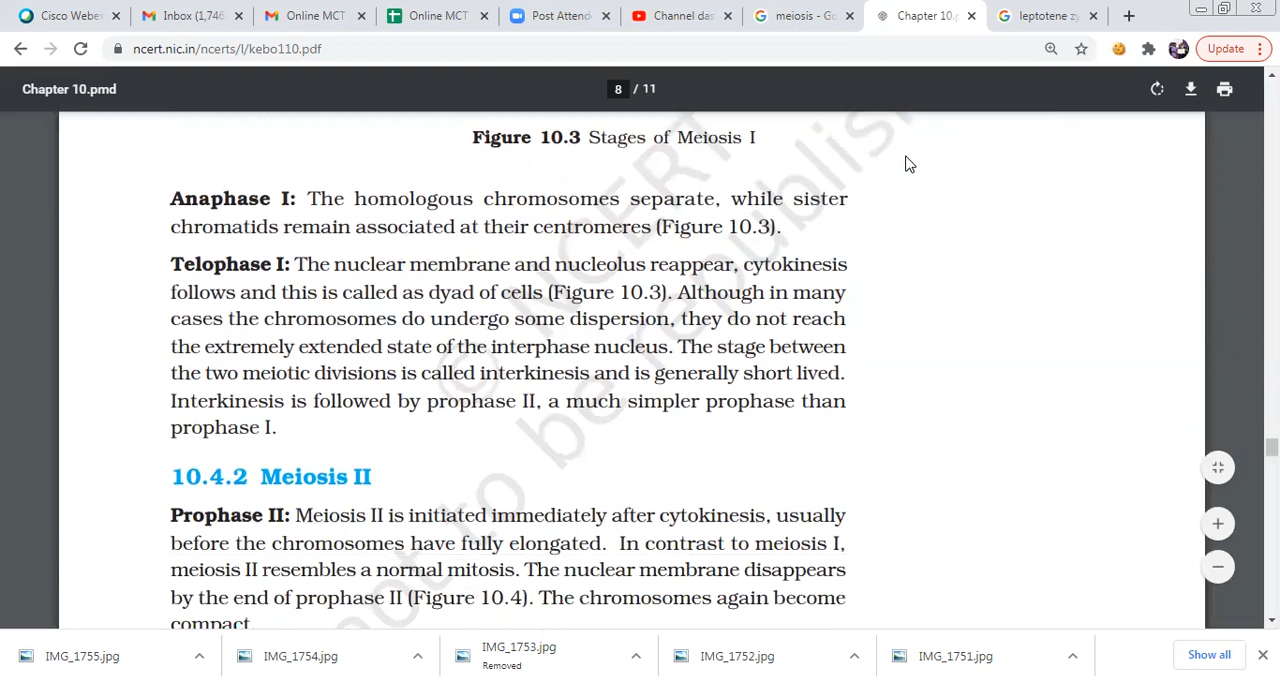 Cisco Webe
Inbox (1,746
Online MCT
Online MCT
Post Attend
Channel das
meiosis - Go
Chapter 10.p
leptotene zy
ncert.nic.in/ncerts/l/kebo110.pdf
Update
Chapter 10.pmd
8 / 11
Figure 10.3 Stages of Meiosis I
Anaphase I: The homologous chromosomes separate, while sister
chromatids remain associated at their centromeres (Figure 10.3).
Telophase I: The nuclear membrane and nucleolus reappear, cytokinesis
follows and this is called as dyad of cells (Figure 10.3). Although in many
cases the chromosomes do undergo some dispersion, they do not reach
the extremely extended state of the interphase nucleus. The stage between
the two meiotic divisions is called interkinesis and is generally short lived.
Interkinesis is followed by prophase II, a much simpler prophase than
prophase I.
10.4.2 Meiosis II
Prophase II: Meiosis II is initiated immediately after cytokinesis, usually
before the chromosomes have fully elongated. In contrast to meiosis I,
meiosis II resembles a normal mitosis. The nuclear membrane disappears
by the end of prophase II (Figure 10.4). The chromosomes again become
compact.
© NCERT
not to be republish
IMG_1755.jpg
IMG_1754.jpg
IMG_1753.jpg
Removed
IMG_1752.jpg
IMG_1751.jpg
Show all